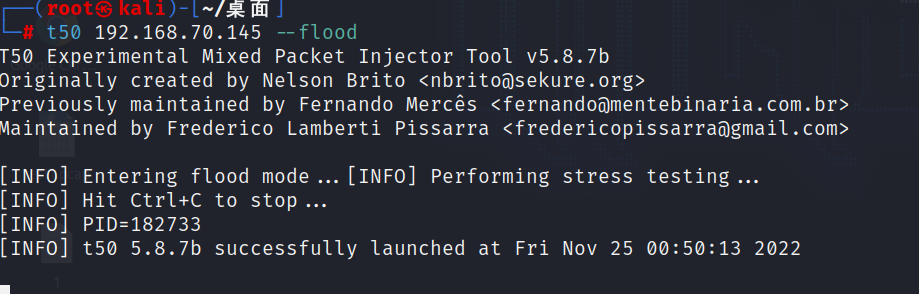 ┌──(root㉿kali)-[~/桌面]
└─# t50 192.168.70.145 --flood
T50 Experimental Mixed Packet Injector Tool v5.8.7b
Originally created by Nelson Brito <nbrito@sekure.org>
Previously maintained by Fernando Mercês <fernando@mentebinaria.com.br>
Maintained by Frederico Lamberti Pissarra <fredericopissarra@gmail.com>
[INFO] Entering flood mode...[INFO] Performing stress testing...
[INFO] Hit Ctrl+C to stop...
[INFO] PID=182733
[INFO] t50 5.8.7b successfully launched at Fri Nov 25 00:50:13 2022